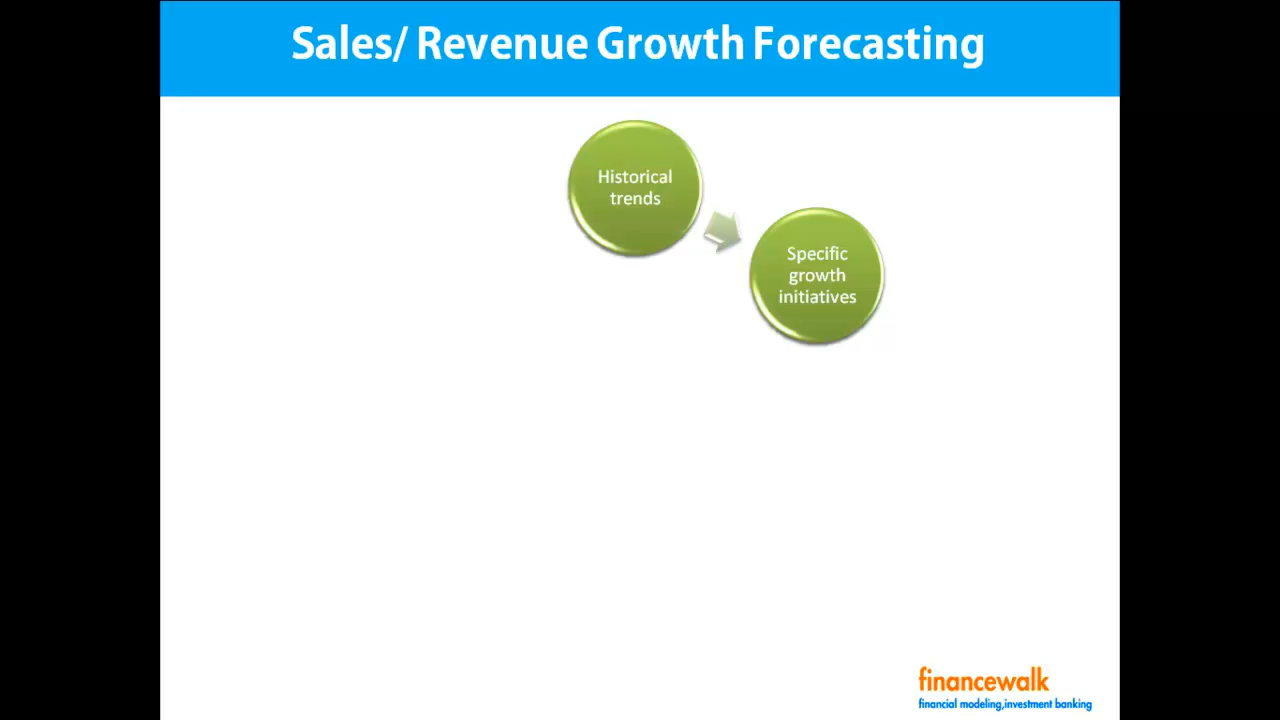 Sales/ Revenue Growth Forecasting
Historical
trends
Specific
growth
initiatives
financewalk
financial modeling,investment banking